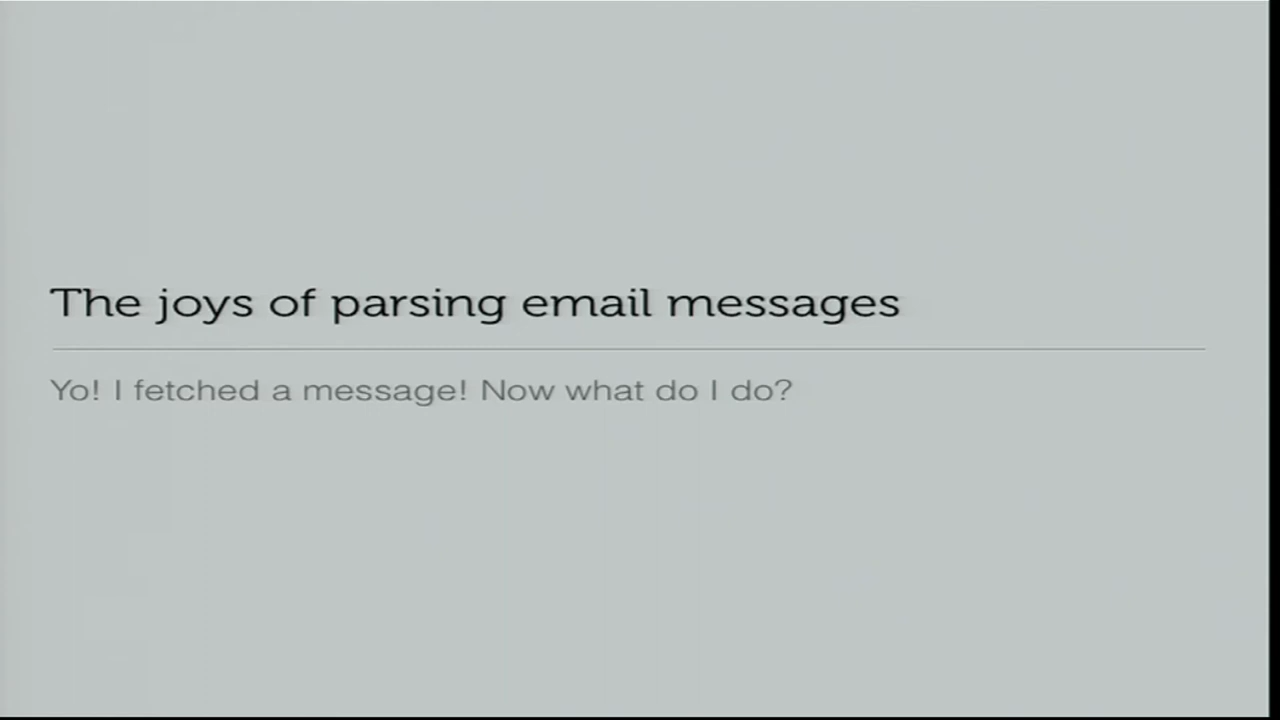 The joys of parsing email messages
Yo! I fetched a message! Now what do I do?